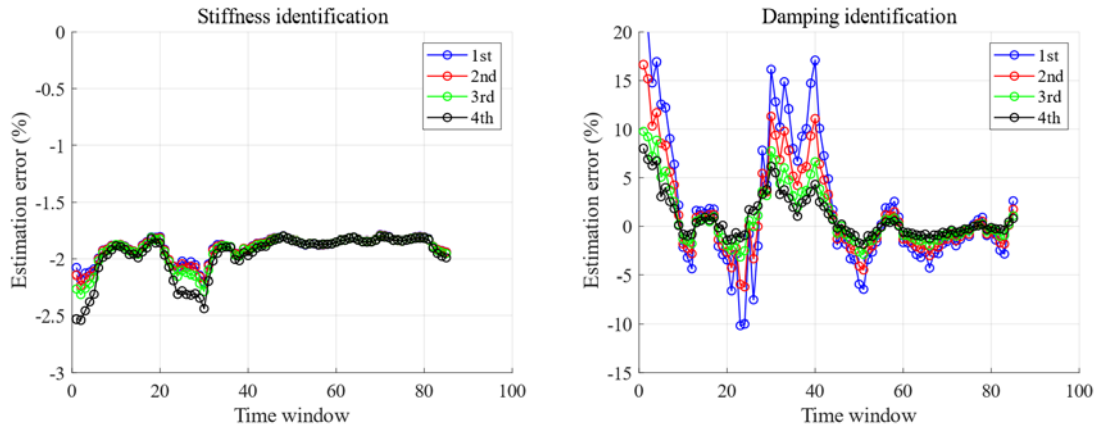 Stiffness identification
0
-0.5
-1
-1.5
-2
-2.5
-3
Estimation error (%)
0
20
40
60
80
100
Time window
1st
2nd
3rd
4th
Damping identification
20
15
10
5
0
-5
-10
-15
Estimation error (%)
0
20
40
60
80
100
Time window
1st
2nd
3rd
4th